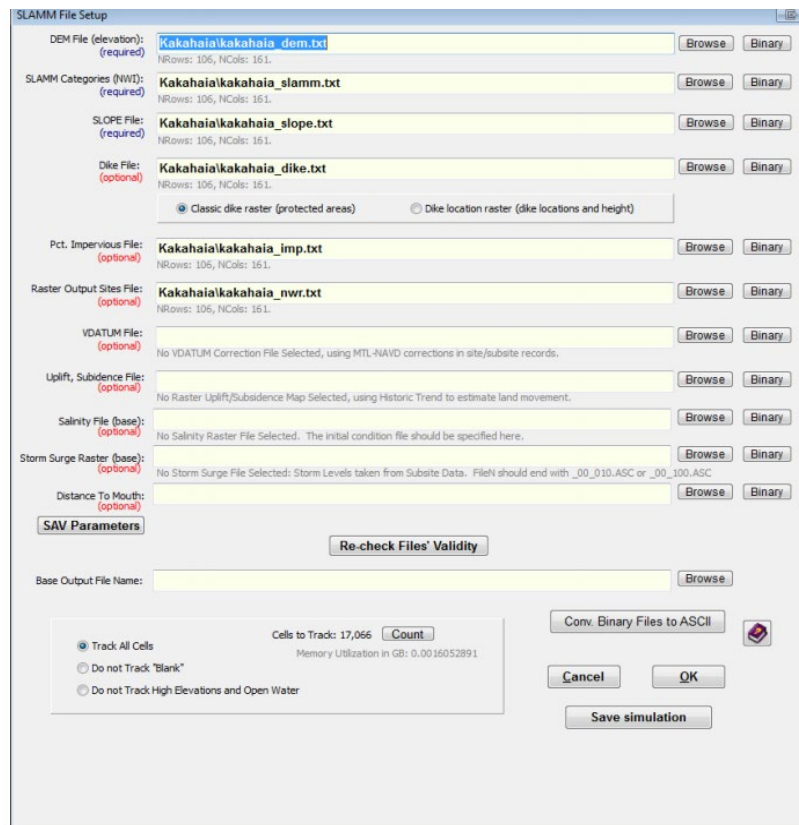 SLAMM File Setup
DEM File (elevation):
(required)
Kakahaia\kakahaia_dem.txt
Browse
Binary
NRows: 106, NCols: 161.
SLAMM Categories (NWI):
(required)
Kakahaia\kakahaia_slamm.txt
Browse
Binary
NRows: 106, NCols: 161.
SLOPE File:
(required)
Kakahaia\kakahaia_slope.txt
Browse
Binary
NRows: 106, NCols: 161.
Dike File:
(optional)
Kakahaia\kakahaia_dike.txt
Browse
Binary
NRows: 106, NCols: 161.
Classic dike raster (protected areas)
Dike location raster (dike locations and height)
Pct. Impervious File:
(optional)
Kakahaia\kakahaia_imp.txt
Browse
Binary
NRows: 106, NCols: 161.
Raster Output Sites File:
(optional)
Kakahaia\kakahaia_nwr.txt
Browse
Binary
NRows: 106, NCols: 161.
VDATUM File:
(optional)
Browse
Binary
No VDATUM Correction File Selected, using MTL-NAVD corrections in site/subsite records.
Uplift, Subidence File:
(optional)
Browse
Binary
No Raster Uplift/Subsidence Map Selected, using Historic Trend to estimate land movement.
Salinity File (base):
(optional)
Browse
Binary
No Salinity Raster File Selected. The initial condition file should be specified here.
Storm Surge Raster (base):
(optional)
Browse
Binary
No Storm Surge File Selected: Storm Levels taken from Subsite Data. FileN should end with _00_010.ASC or _00_100.ASC
Distance To Mouth:
(optional)
Browse
Binary
SAV Parameters
Re-check Files' Validity
Base Output File Name:
Browse
Track All Cells
Do not Track "Blank"
Do not Track High Elevations and Open Water
Cells to Track: 17,066
Count
Memory Utilization in GB: 0.0016052891
Conv. Binary Files to ASCII
Cancel
OK
Save simulation